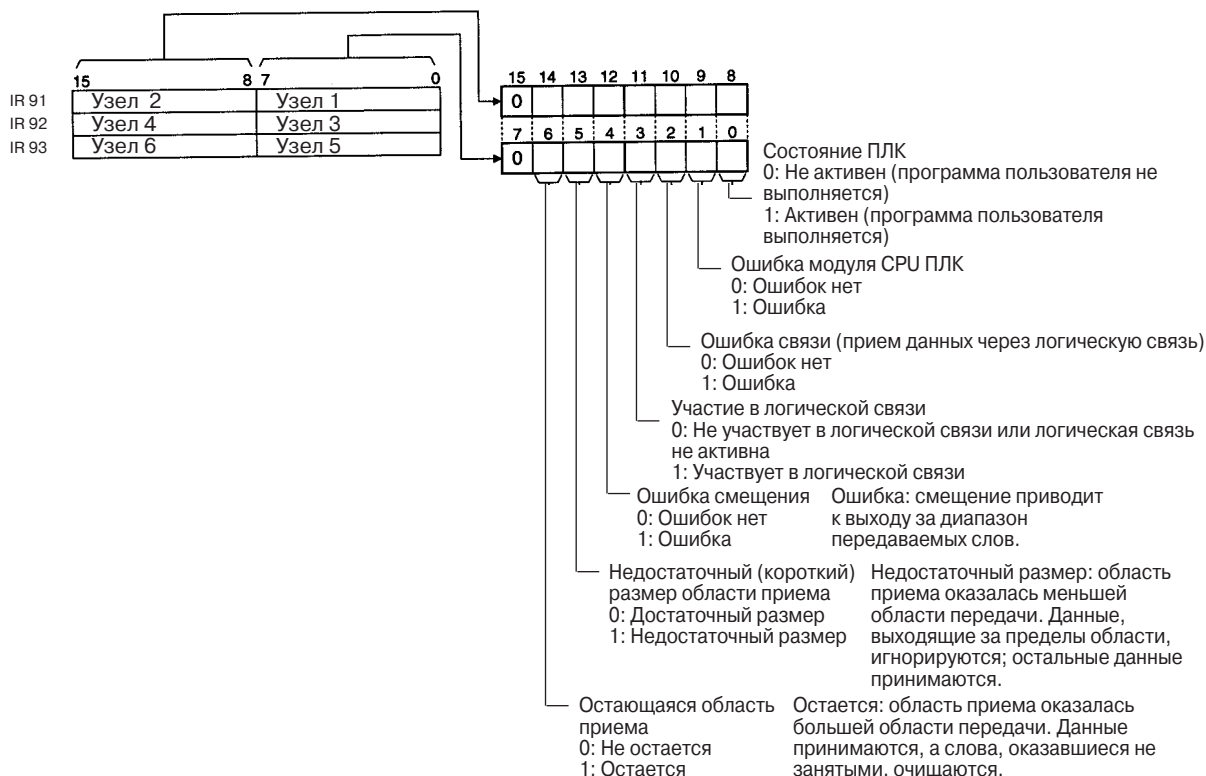 15 8 7 0
IR 91 Узел 2 Узел 1
IR 92 Узел 4 Узел 3
IR 93 Узел 6 Узел 5
15 14 13 12 11 10 9 8
0
7 6 5 4 3 2 1 0
0
Состояние ПЛК
0: Не активен (программа пользователя не
выполняется)
1: Активен (программа пользователя
выполняется)
Ошибка модуля CPU ПЛК
0: Ошибок нет
1: Ошибка
Ошибка связи (прием данных через логическую связь)
0: Ошибок нет
1: Ошибка
Участие в логической связи
0: Не участвует в логической связи или логическая связь
не активна
1: Участвует в логической связи
Ошибка смещения
0: Ошибок нет
1: Ошибка
Ошибка: смещение приводит
к выходу за диапазон
передаваемых слов.
Недостаточный (короткий)
размер области приема
0: Достаточный размер
1: Недостаточный размер
Недостаточный размер: область
приема оказалась меньшей
области передачи. Данные,
выходящие за пределы области,
игнорируются; остальные данные
принимаются.
Остающаяся область
приема
0: Не остается
1: Остается
Остается: область приема оказалась
большей области передачи. Данные
принимаются, а слова, оказавшиеся не
занятыми, очищаются.